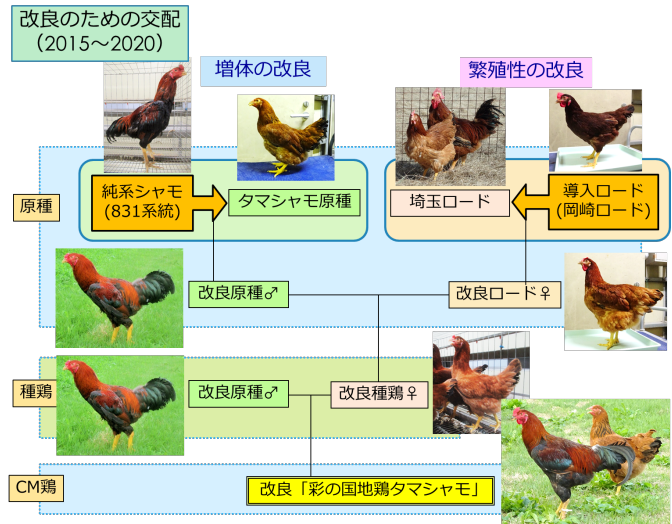 改良のための交配
（2015～2020）
増体の改良
繁殖性の改良
原種
純系シャモ
(831系統)
タマシャモ原種
埼玉ロード
導入ロード
(岡崎ロード)
改良原種♂
改良ロード♀
種鶏
改良原種♂
改良種鶏♀
CM鶏
改良「彩の国地鶏タマシャモ」